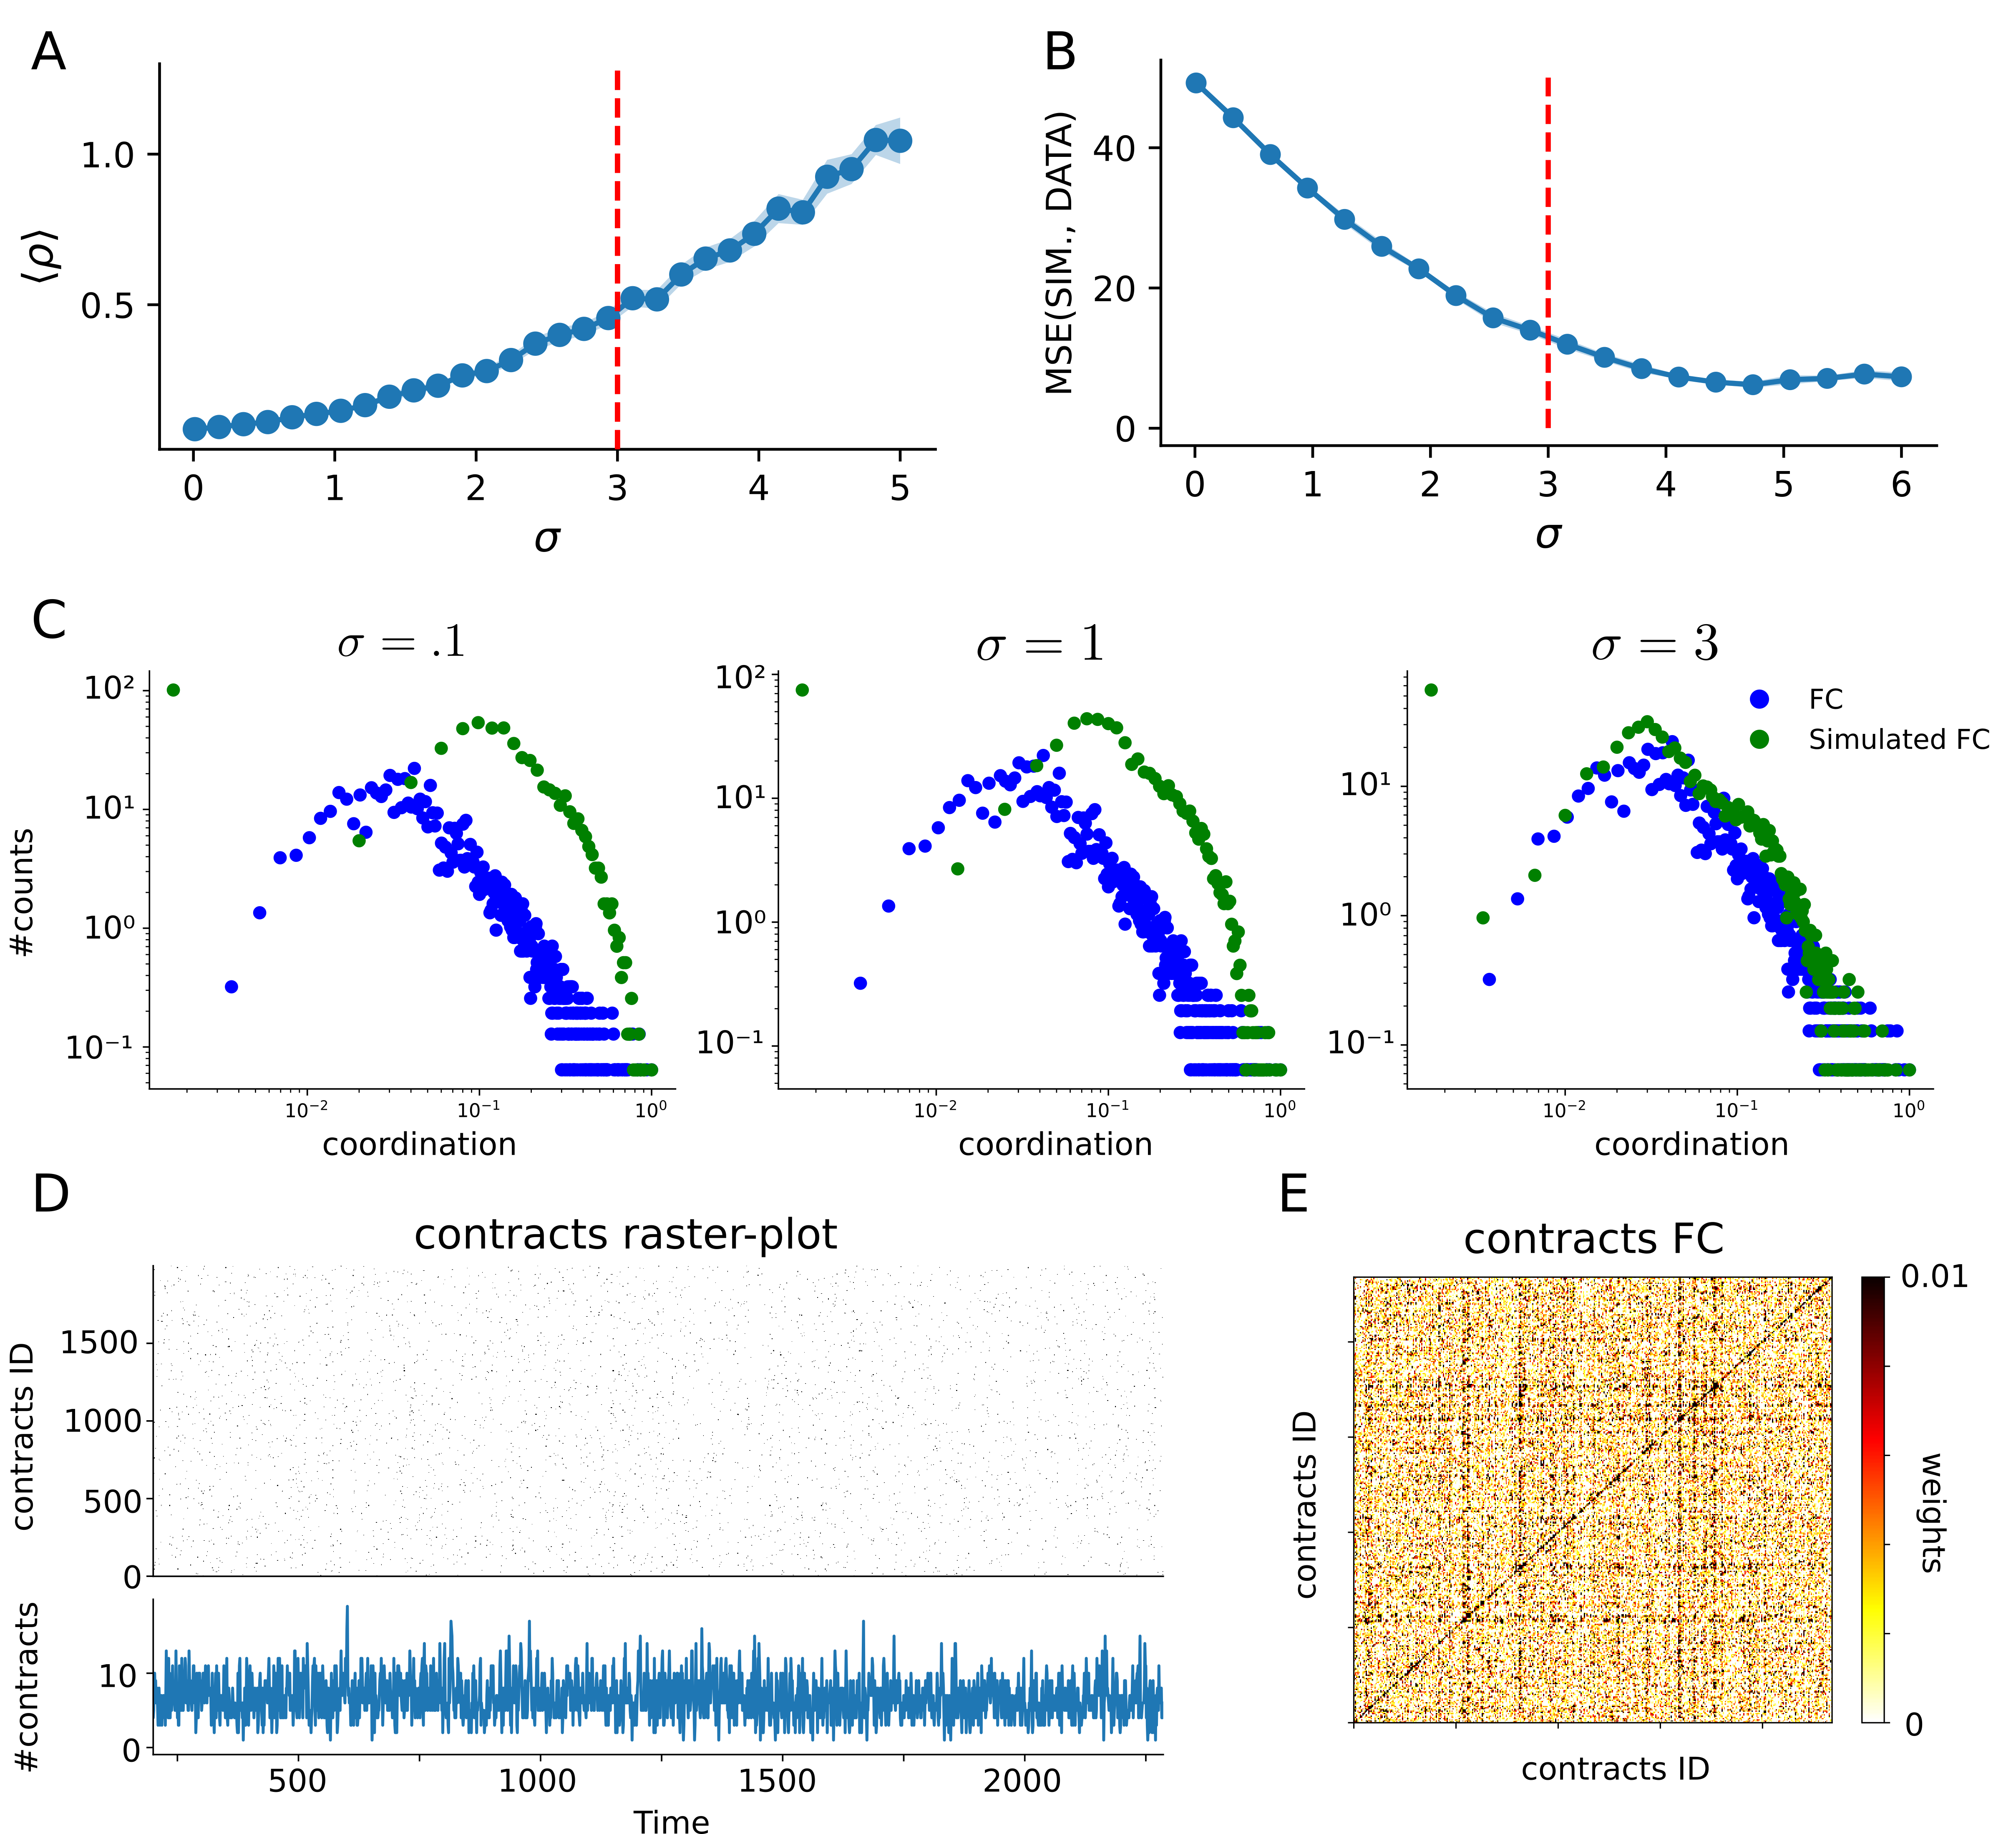 A
B
1.0
0.5
⟨ρ⟩
0 1 2 3 4 5
σ
40
20
0
MSE(SIM., DATA)
0 1 2 3 4 5 6
σ
C
σ = .1
σ = 1
σ = 3
FC
Simulated FC
#counts
10² 10¹ 10⁰ 10⁻¹
10⁻² 10⁻¹ 10⁰
coordination
10² 10¹ 10⁰ 10⁻¹
10⁻² 10⁻¹ 10⁰
coordination
10¹ 10⁰ 10⁻¹
10⁻² 10⁻¹ 10⁰
coordination
D
contracts raster-plot
contracts ID
1500
1000
500
0
#contracts
10
0
500 1000 1500 2000
Time
E
contracts FC
contracts ID
contracts ID
0.01
weights
0